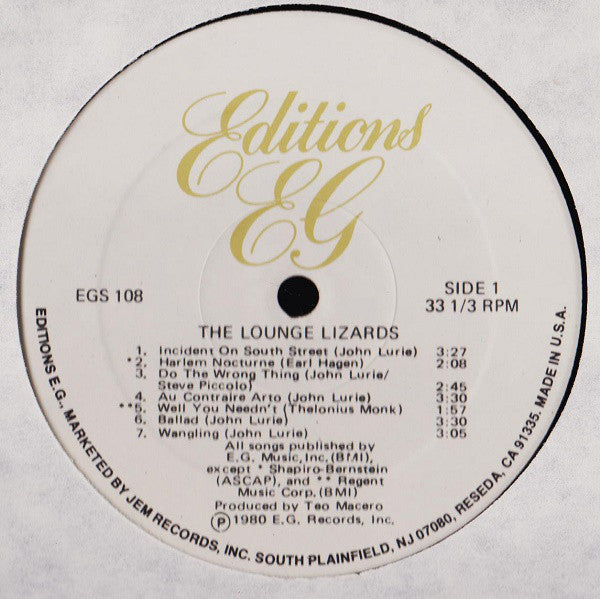 Editions
EG
EGS 108
SIDE 1
33 1/3 RPM
THE LOUNGE LIZARDS
1. Incident On South Street (John Lurie) 3:27
*2. Harlem Nocturne (Earl Hagen) 2:08
3. Do The Wrong Thing (John Lurie/
Steve Piccolo) 2:45
4. Au Contraire Arto (John Lurie) 3:30
**5. Well You Needn't (Thelonius Monk) 1:57
6. Ballad (John Lurie) 3:30
7. Wangling (John Lurie) 3:05
All songs published by
E.G. Music, Inc. (BMI),
except * Shapiro-Bernstein
(ASCAP), and ** Regent
Music Corp. (BMI)
Produced by Teo Macero
Ⓟ 1980 E.G. Records, Inc.
EDITIONS E.G., MARKETED BY JEM RECORDS, INC. SOUTH PLAINFIELD, NJ 07080, RESEDA, CA 91335. MADE IN U.S.A.